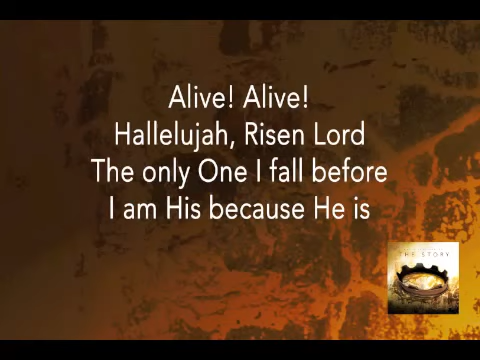 Alive! Alive!
Hallelujah, Risen Lord
The only One I fall before
I am His because He is
THE STORY